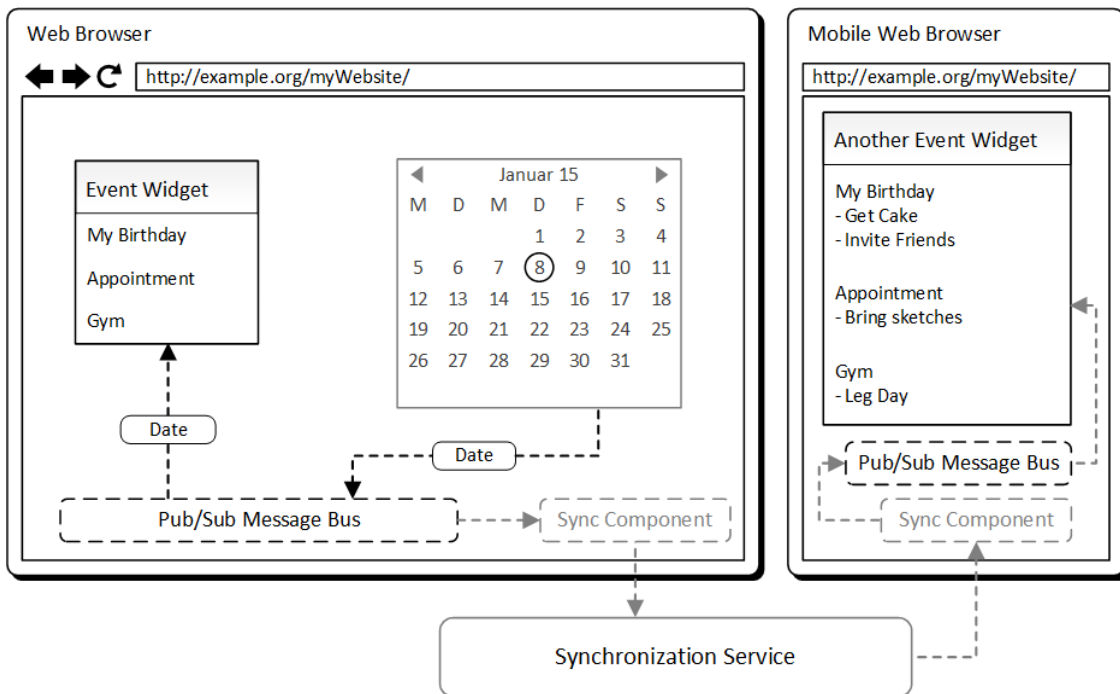 Web Browser
http://example.org/myWebsite/
Event Widget
My Birthday
Appointment
Gym
Januar 15
M D M D F S S
1 2 3 4
5 6 7 8 9 10 11
12 13 14 15 16 17 18
19 20 21 22 23 24 25
26 27 28 29 30 31
Date
Date
Pub/Sub Message Bus
Sync Component
Mobile Web Browser
http://example.org/myWebsite/
Another Event Widget
My Birthday
- Get Cake
- Invite Friends
Appointment
- Bring sketches
Gym
- Leg Day
Pub/Sub Message Bus
Sync Component
Synchronization Service